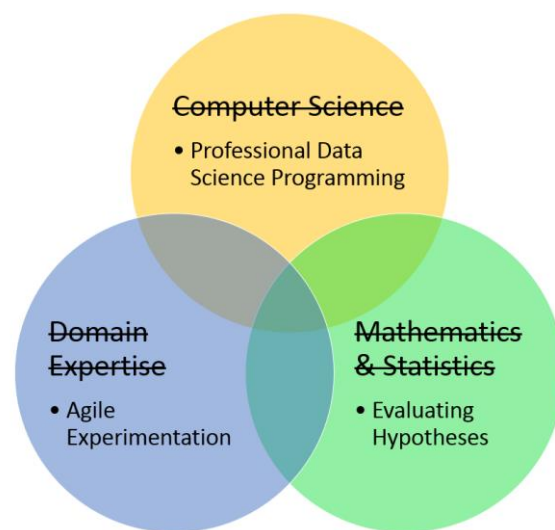 Computer Science
• Professional Data
Science Programming
Domain
Expertise
• Agile
Experimentation
Mathematics
& Statistics
• Evaluating
Hypotheses